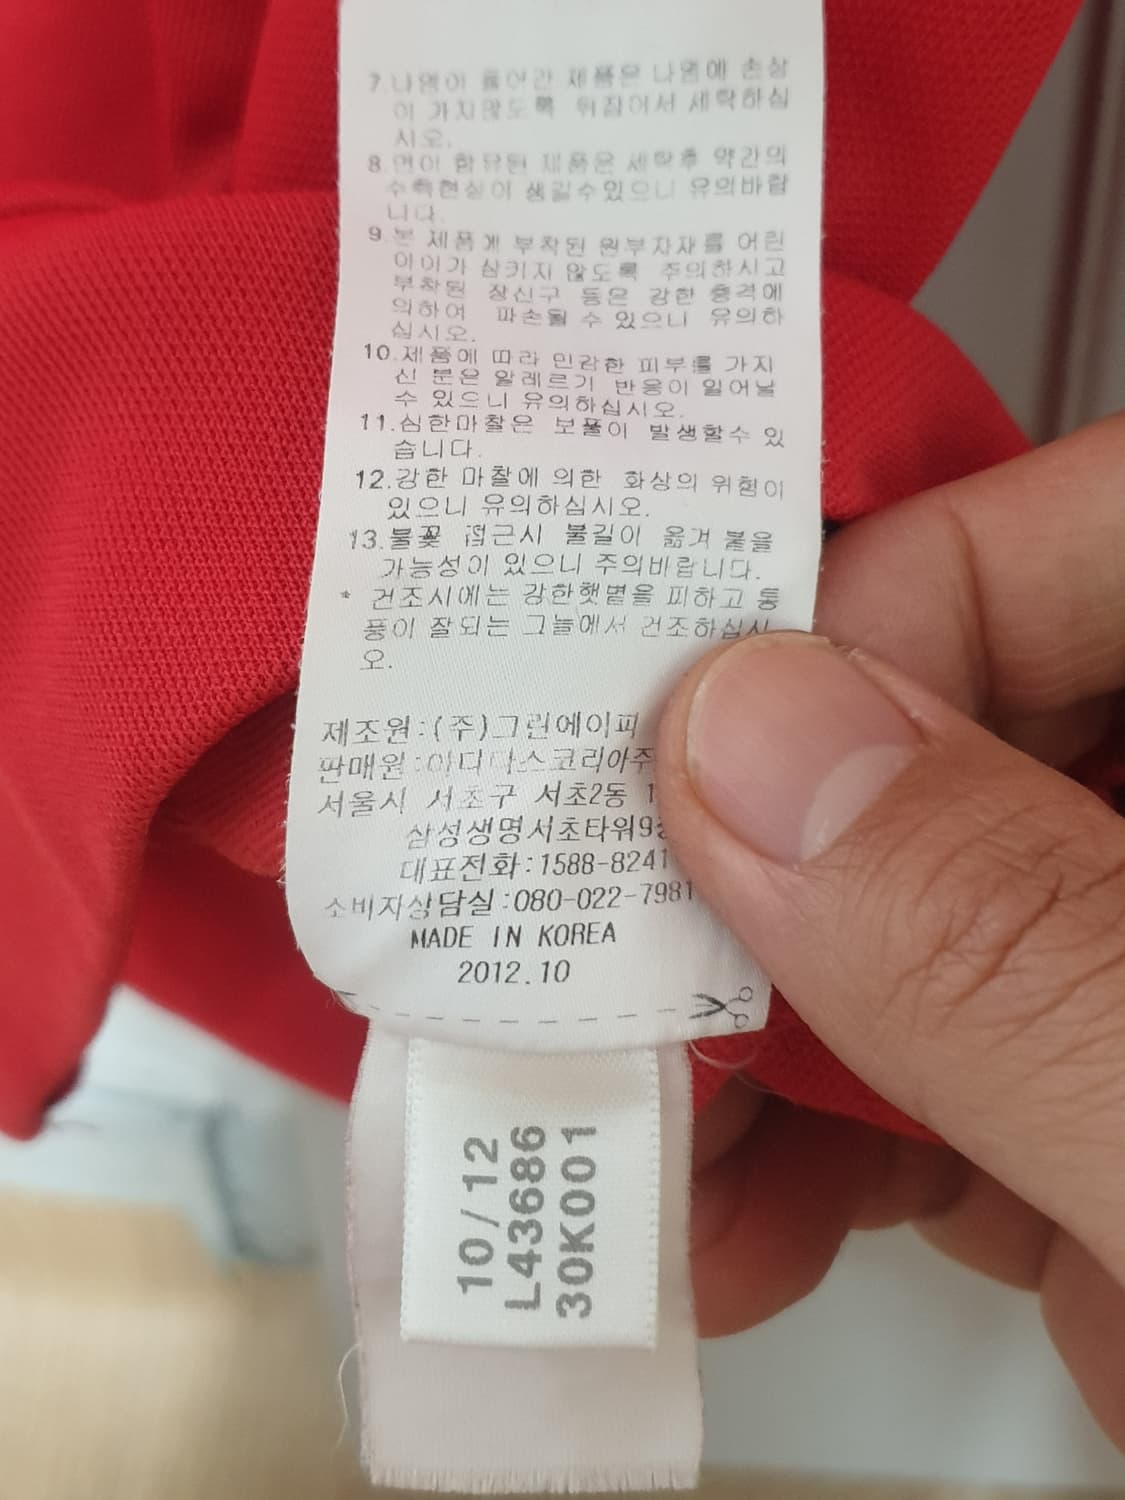 7.나염이 들어간 제품은 나염에 손상
이 가지않도록 뒤집어서 세탁하십
시오.
8.면이 함유된 제품은 세탁후 약간의
수축현상이 생길수있으니 유의바랍
니다.
9.본 제품에 부착된 원부자재를 어린
아이가 삼키지 않도록 주의하시고
부착된 장신구 등은 강한 충격에
의하여 파손될 수 있으니 유의하
십시오.
10.제품에 따라 민감한 피부를 가지
신 분은 알레르기 반응이 일어날
수 있으니 유의하십시오.
11.심한마찰은 보풀이 발생할수 있
습니다.
12.강한 마찰에 의한 화상의 위험이
있으니 유의하십시오.
13.불꽃 접근시 불길이 옮겨 붙을
가능성이 있으니 주의바랍니다.
* 건조시에는 강한햇볕을 피하고 통
풍이 잘되는 그늘에서 건조하십시
오.
제조원:(주)그린에이피
판매원:아디다스코리아주
서울시 서초구 서초2동 1
삼성생명서초타워9층
대표전화:1588-8241
소비자상담실:080-022-7981
MADE IN KOREA
2012.10
10/12
L43686
30K001